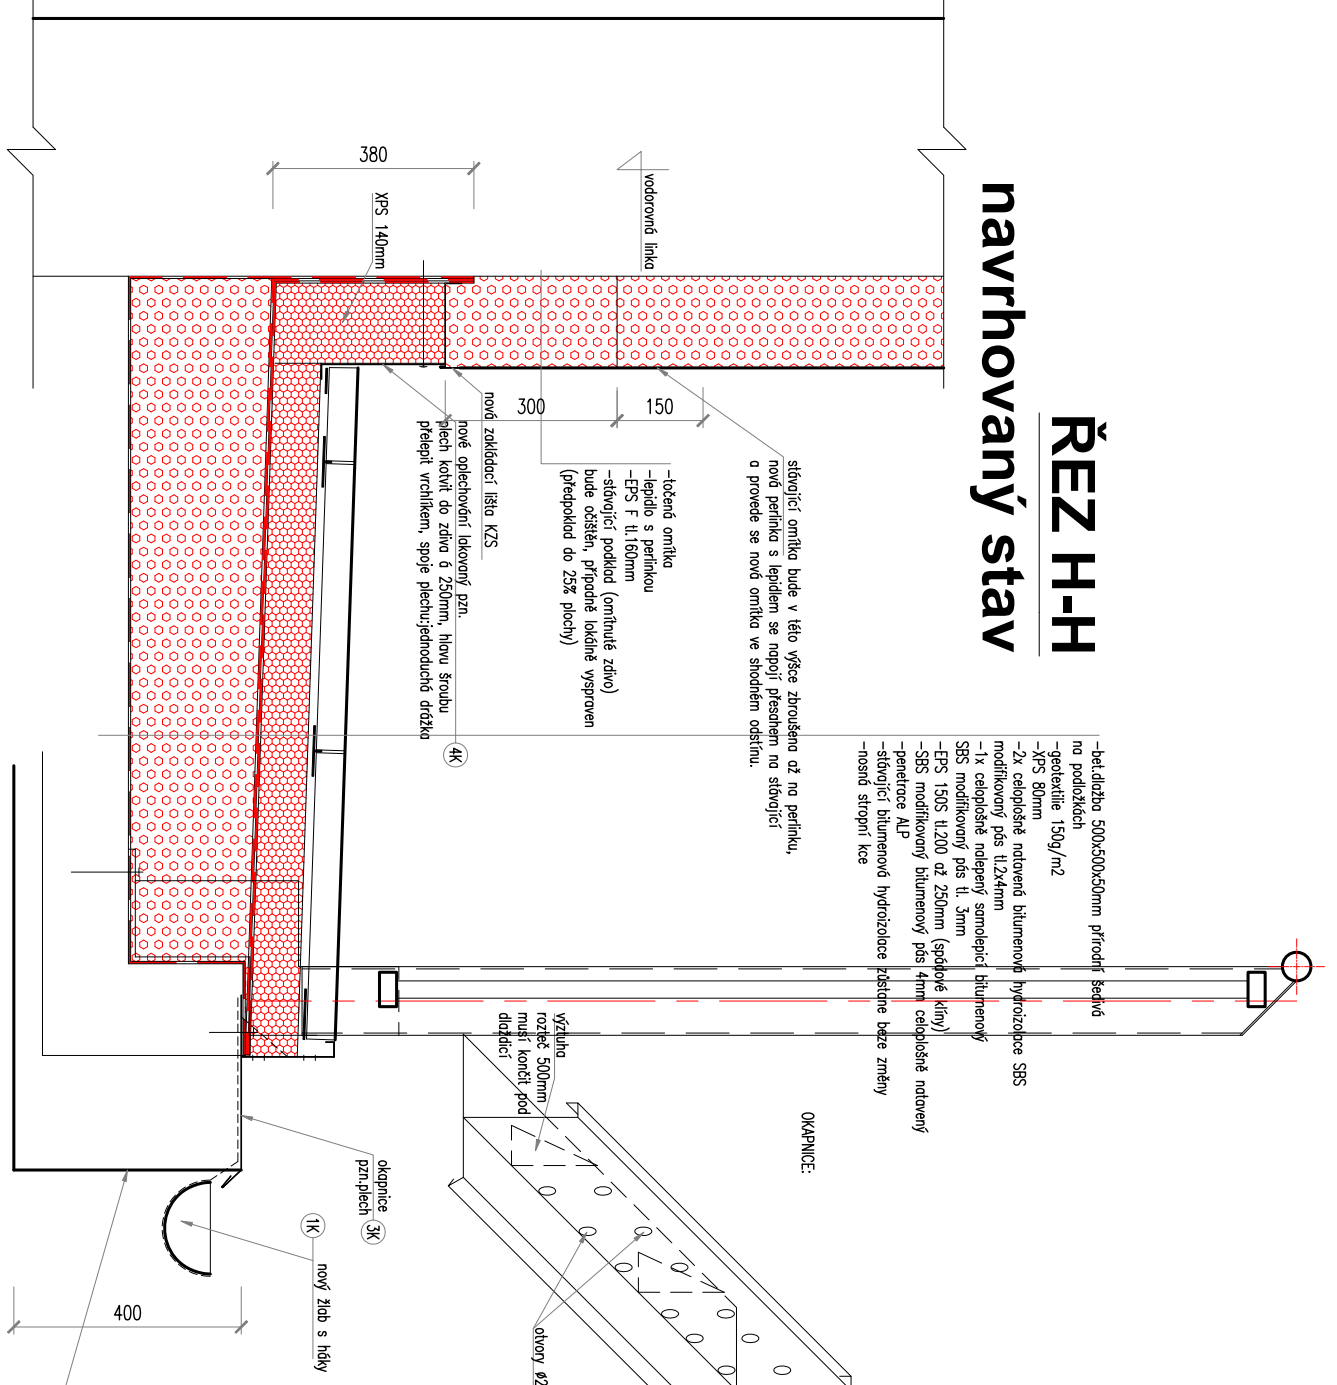 ŘEZ H-H
navrhovaný stav
-bet.dlažba 500x500x50mm přírodní šedivá
na podložkách
-geotextilie 150g/m2
-XPS 80mm
-2x celoplošně natavená bitumenová hydroizolace SBS
modifikovaný pás tl.2x4mm
-1x celoplošně nalepený samolepicí bitumenový
SBS modifikovaný pás tl. 3mm
-EPS 150S tl.200 až 250mm (spádové klíny)
-SBS modifikovaný bitumenový pás 4mm celoplošně natavený
-penetrace ALP
-stávající bitumenová hydroizolace zůstane beze změny
-nosná stropní kce
stávající omítka bude v této výšce zbroušena až na perlinku,
nová perlinka s lepidlem se napojí přesahem na stávající
a provede se nová omítka ve shodném odstínu.
vodorovná linka
-točená omítka
-lepidlo s perlinkou
-EPS F tl.160mm
-stávající podklad (omítnuté zdivo)
bude očištěn, případně lokálně vyspraven
(předpoklad do 25% plochy)
nová zakládací lišta KZS
nové oplechování lakovaný pzn.
plech kotvit do zdiva á 250mm, hlavu šroubu
přelepit vrchlíkem, spoje plechu:jednoduchá drážka
4K
XPS 140mm
380
300
150
OKAPNICE:
výztuha
rozteč 500mm
musí končit pod
dlaždicí
otvory ø2
okapnice
pzn.plech
3K
1K
nový žlab s háky
400